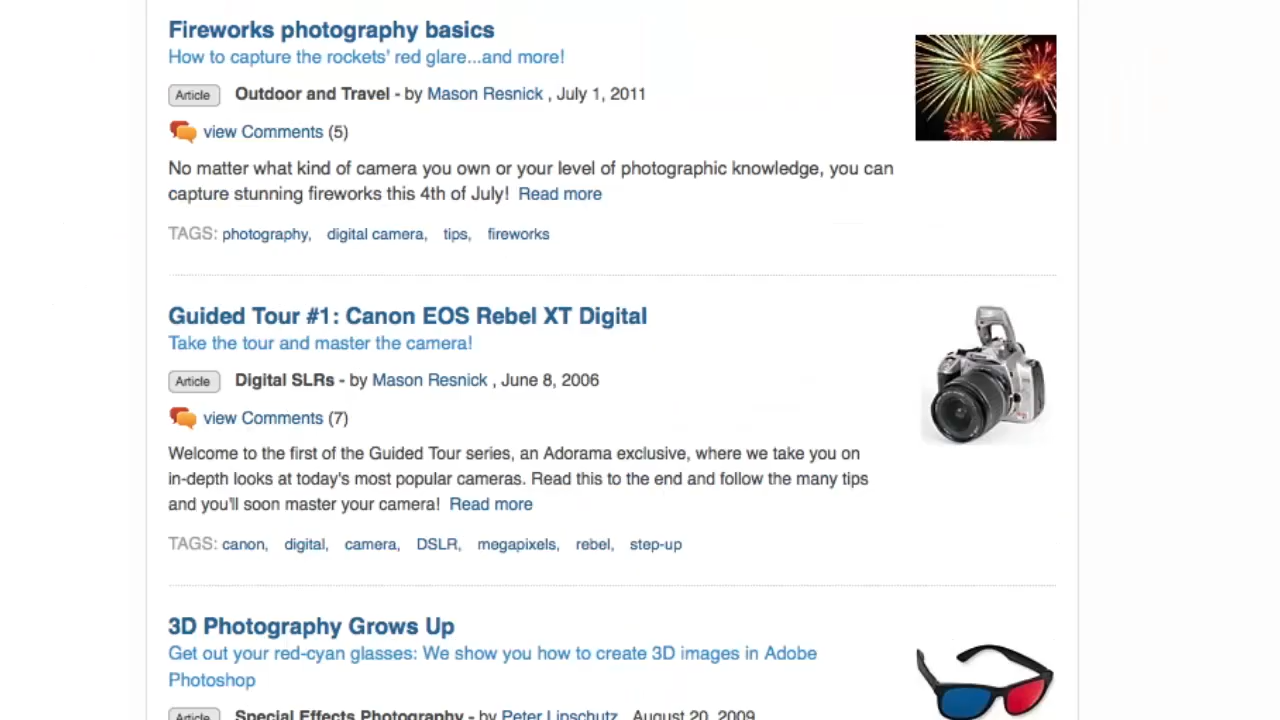 Fireworks photography basics
How to capture the rockets' red glare...and more!
Article Outdoor and Travel - by Mason Resnick , July 1, 2011
view Comments (5)
No matter what kind of camera you own or your level of photographic knowledge, you can
capture stunning fireworks this 4th of July! Read more
TAGS: photography, digital camera, tips, fireworks
Guided Tour #1: Canon EOS Rebel XT Digital
Take the tour and master the camera!
Article Digital SLRs - by Mason Resnick , June 8, 2006
view Comments (7)
Welcome to the first of the Guided Tour series, an Adorama exclusive, where we take you on
in-depth looks at today's most popular cameras. Read this to the end and follow the many tips
and you'll soon master your camera! Read more
TAGS: canon, digital, camera, DSLR, megapixels, rebel, step-up
3D Photography Grows Up
Get out your red-cyan glasses: We show you how to create 3D images in Adobe
Photoshop
Article Special Effects Photography - by Peter Lipschutz , August 20, 2009